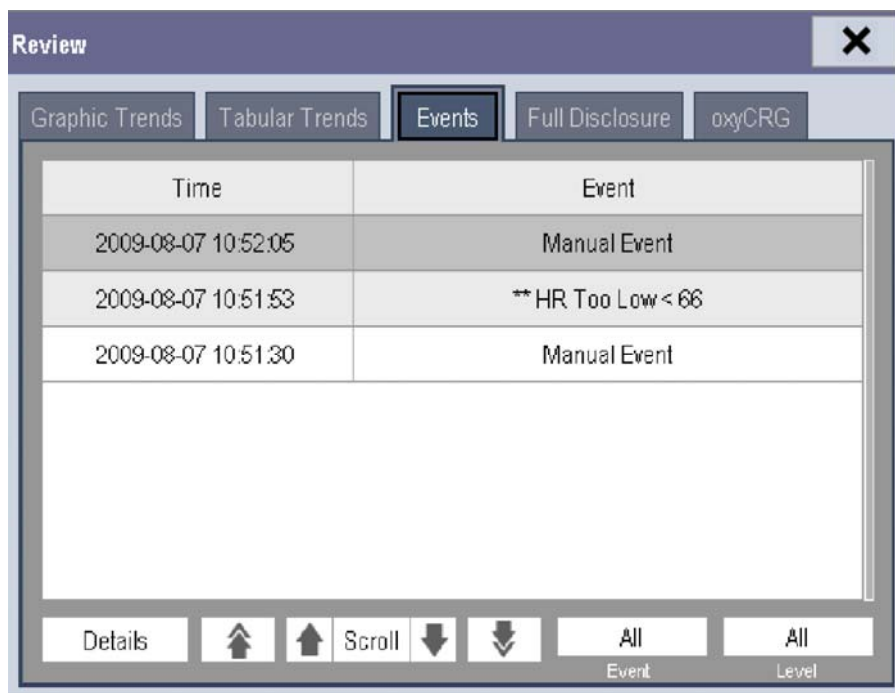 Review
Graphic Trends Tabular Trends Events Full Disclosure oxyCRG
Time Event
2009-08-07 10:52:05 Manual Event
2009-08-07 10:51:53 ** HR Too Low < 66
2009-08-07 10:51:30 Manual Event
Details Scroll All All
Event Level